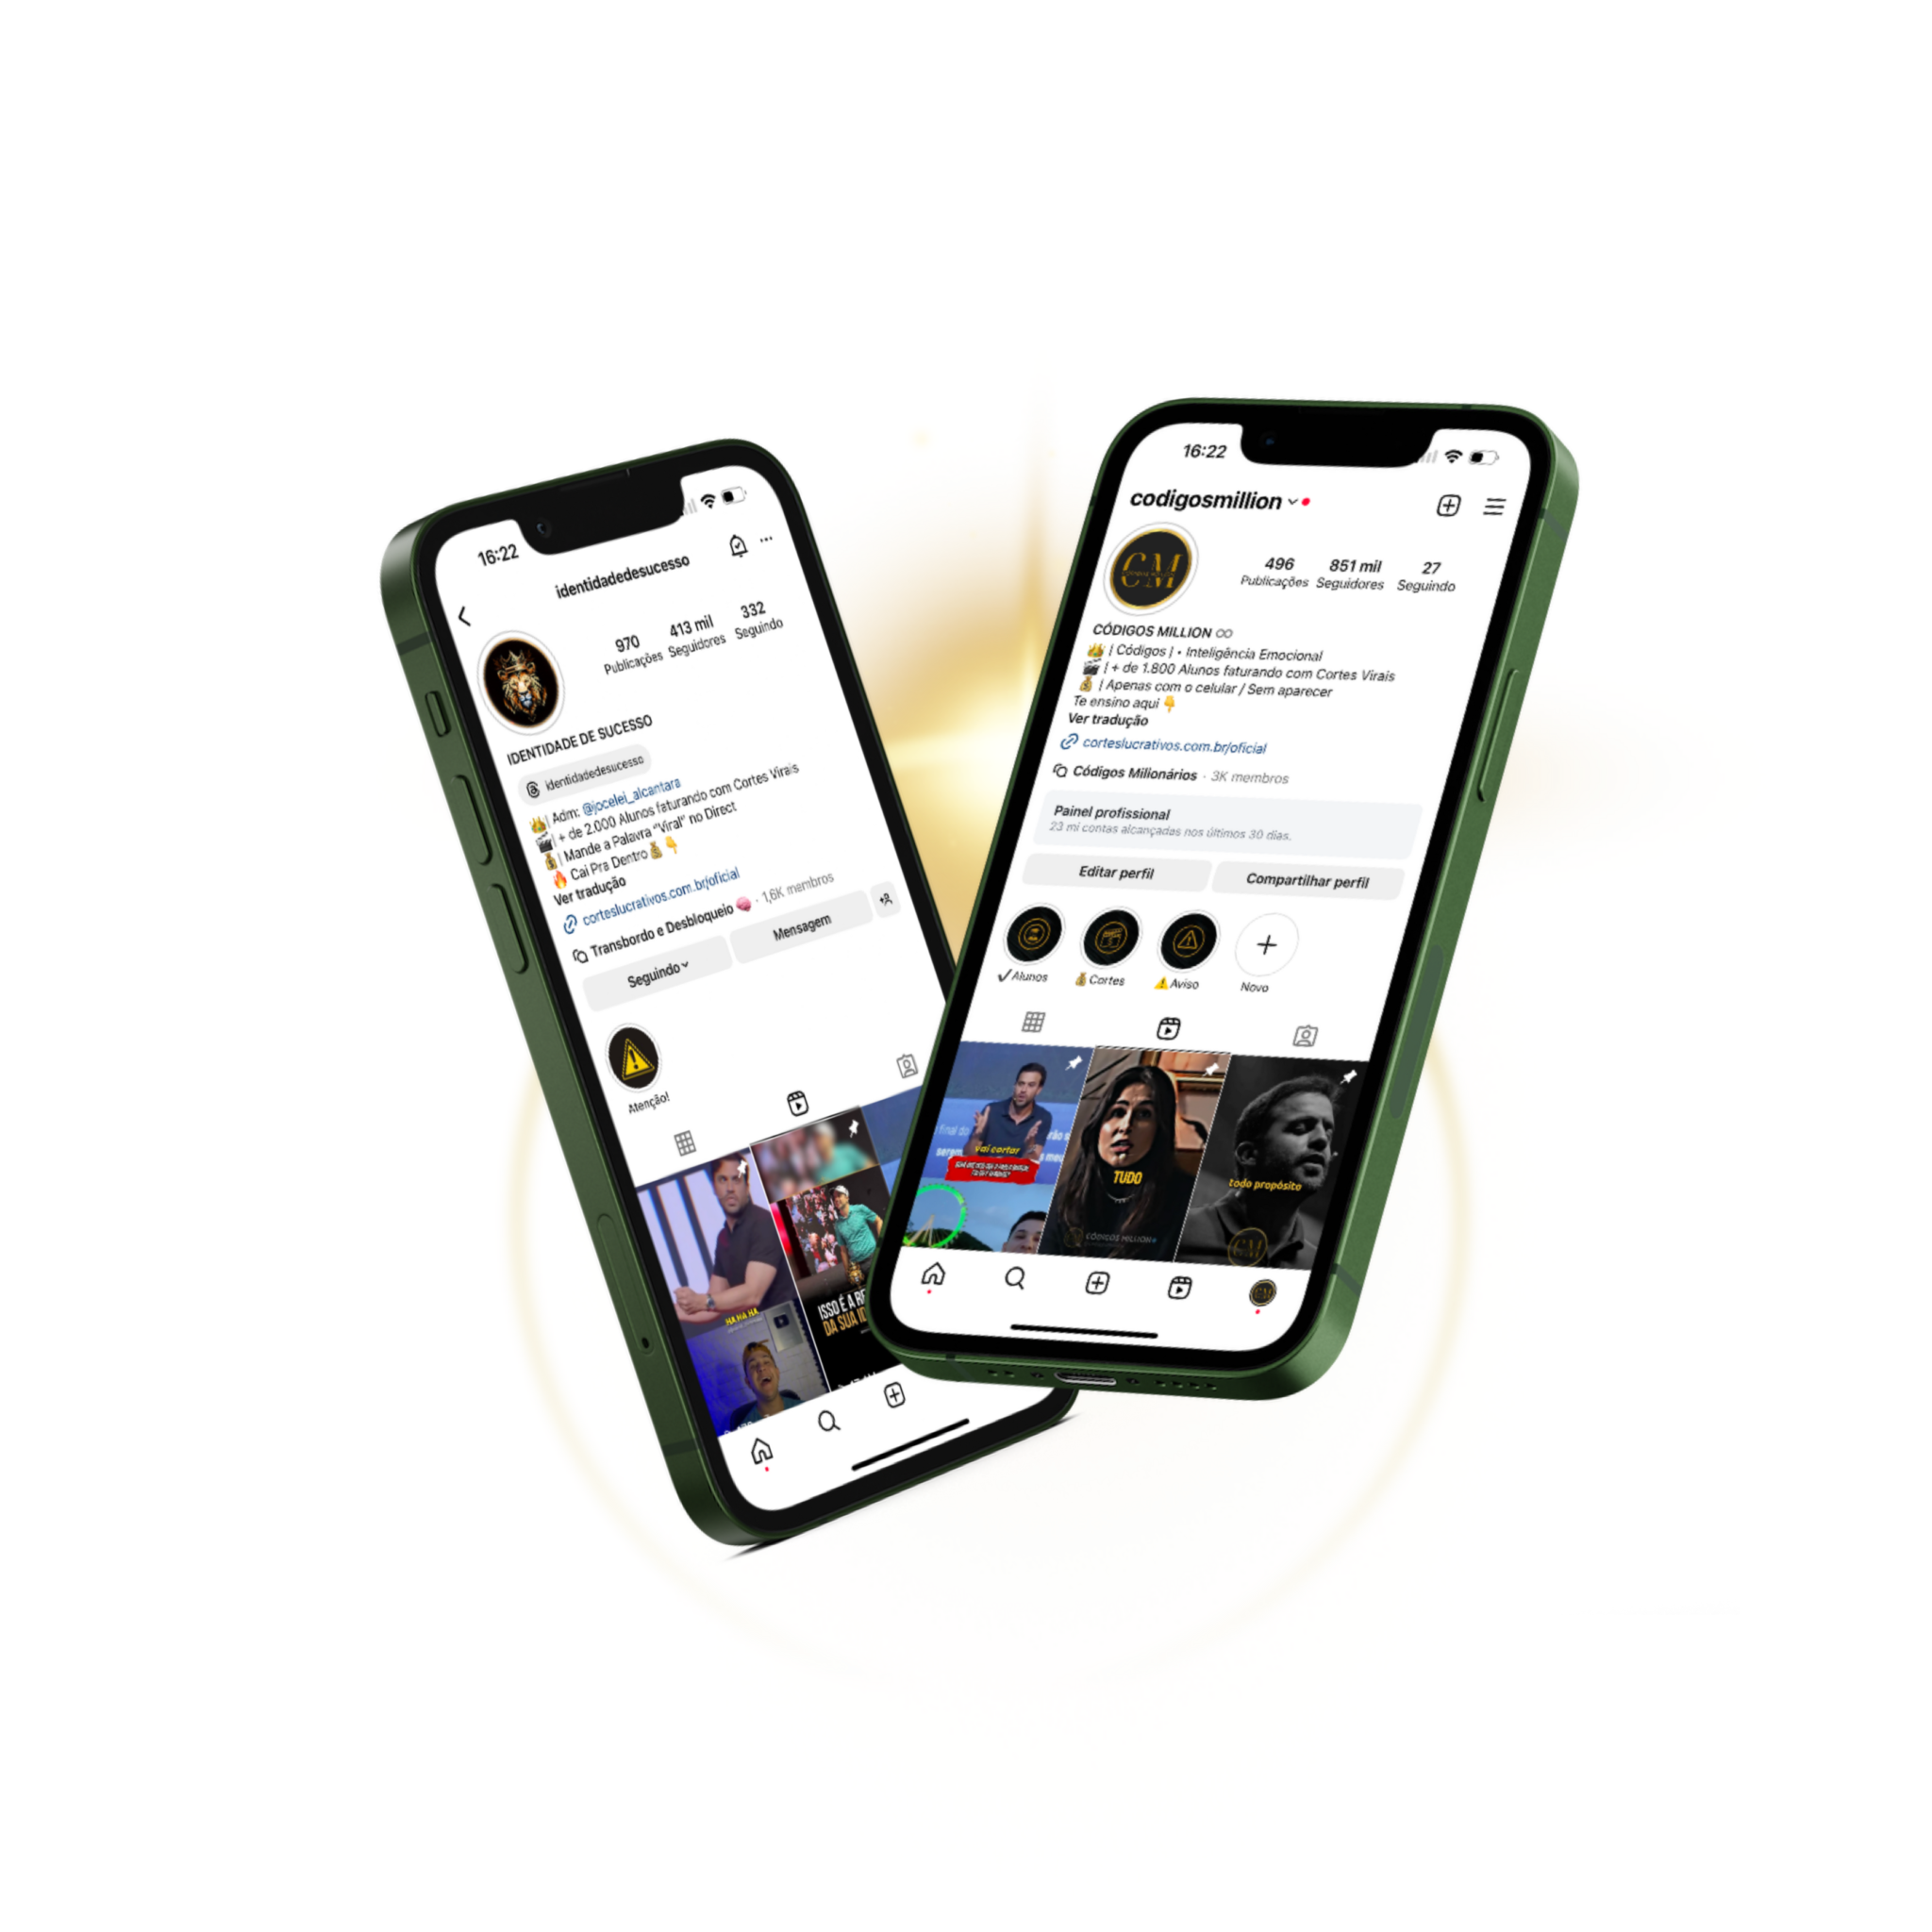 16:22
identidadedesucesso
970
413 mil
332
Publicações
Seguidores
Seguindo
IDENTIDADE DE SUCESSO
identidadedesucesso
👑| Adm: @jocelei_alcantara
🎬| + de 2.000 Alunos faturando com Cortes Virais
💰| Mande a Palavra "Viral" no Direct
🔥 Cai Pra Dentro💰👇
Ver tradução
corteslucrativos.com.br/oficial
Transbordo e Desbloqueio 🧠 · 1,6K membros
Seguindo
Mensagem
Atenção!
HA HA HA
ISSO É A RE
DA SUA ID
16:22
codigosmillion
496
851 mil
27
Publicações
Seguidores
Seguindo
CM
CÓDIGOS MILLION ∞
👑 | Códigos | • Inteligência Emocional
🎬 | + de 1.800 Alunos faturando com Cortes Virais
💰 | Apenas com o celular / Sem aparecer
Te ensino aqui 👇
Ver tradução
corteslucrativos.com.br/oficial
Códigos Milionários · 3K membros
Painel profissional
23 mi contas alcançadas nos últimos 30 dias.
Editar perfil
Compartilhar perfil
✔Alunos
💰Cortes
⚠️Aviso
Novo
final do
serem
vai cortar
TUDO
CÓDIGOS MILLION
todo propósito
CM